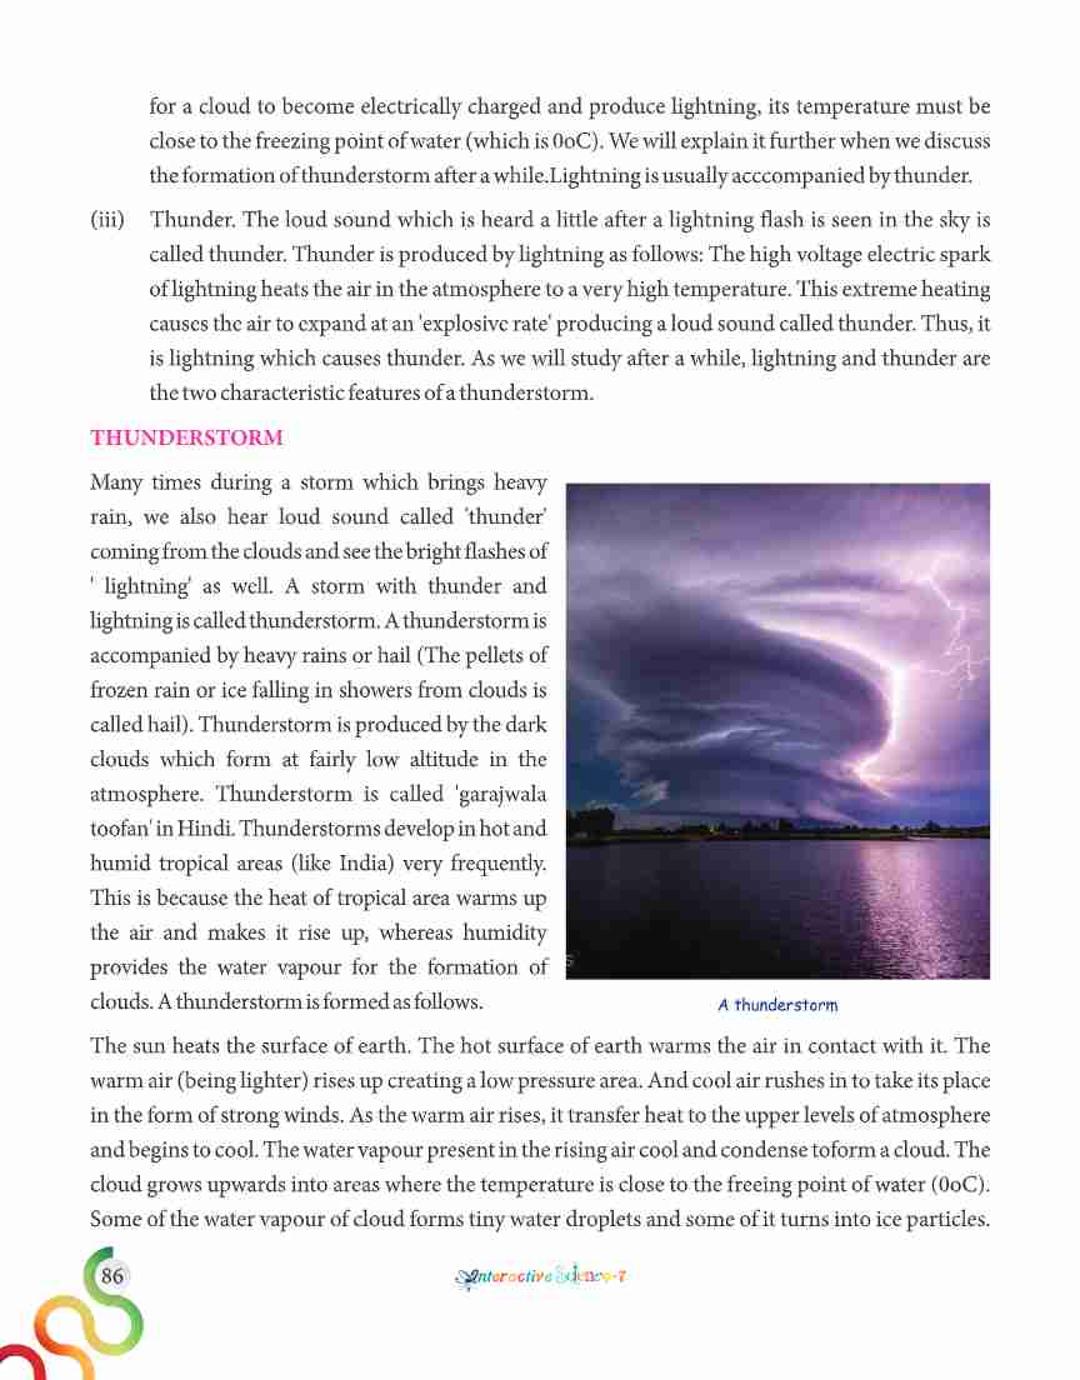 for a cloud to become electrically charged and produce lightning, its temperature must be
close to the freezing point of water (which is 0oC). We will explain it further when we discuss
the formation of thunderstorm after a while.Lightning is usually acccompanied by thunder.
(iii) Thunder. The loud sound which is heard a little after a lightning flash is seen in the sky is
called thunder. Thunder is produced by lightning as follows: The high voltage electric spark
of lightning heats the air in the atmosphere to a very high temperature. This extreme heating
causes the air to expand at an 'explosive rate' producing a loud sound called thunder. Thus, it
is lightning which causes thunder. As we will study after a while, lightning and thunder are
the two characteristic features of a thunderstorm.
THUNDERSTORM
Many times during a storm which brings heavy
rain, we also hear loud sound called 'thunder'
coming from the clouds and see the bright flashes of
' lightning' as well. A storm with thunder and
lightning is called thunderstorm. A thunderstorm is
accompanied by heavy rains or hail (The pellets of
frozen rain or ice falling in showers from clouds is
called hail). Thunderstorm is produced by the dark
clouds which form at fairly low altitude in the
atmosphere. Thunderstorm is called 'garajwala
toofan' in Hindi. Thunderstorms develop in hot and
humid tropical areas (like India) very frequently.
This is because the heat of tropical area warms up
the air and makes it rise up, whereas humidity
provides the water vapour for the formation of
clouds. A thunderstorm is formed as follows.
A thunderstorm
The sun heats the surface of earth. The hot surface of earth warms the air in contact with it. The
warm air (being lighter) rises up creating a low pressure area. And cool air rushes in to take its place
in the form of strong winds. As the warm air rises, it transfer heat to the upper levels of atmosphere
and begins to cool. The water vapour present in the rising air cool and condense toform a cloud. The
cloud grows upwards into areas where the temperature is close to the freeing point of water (0oC).
Some of the water vapour of cloud forms tiny water droplets and some of it turns into ice particles.
86
Interactive Science-7